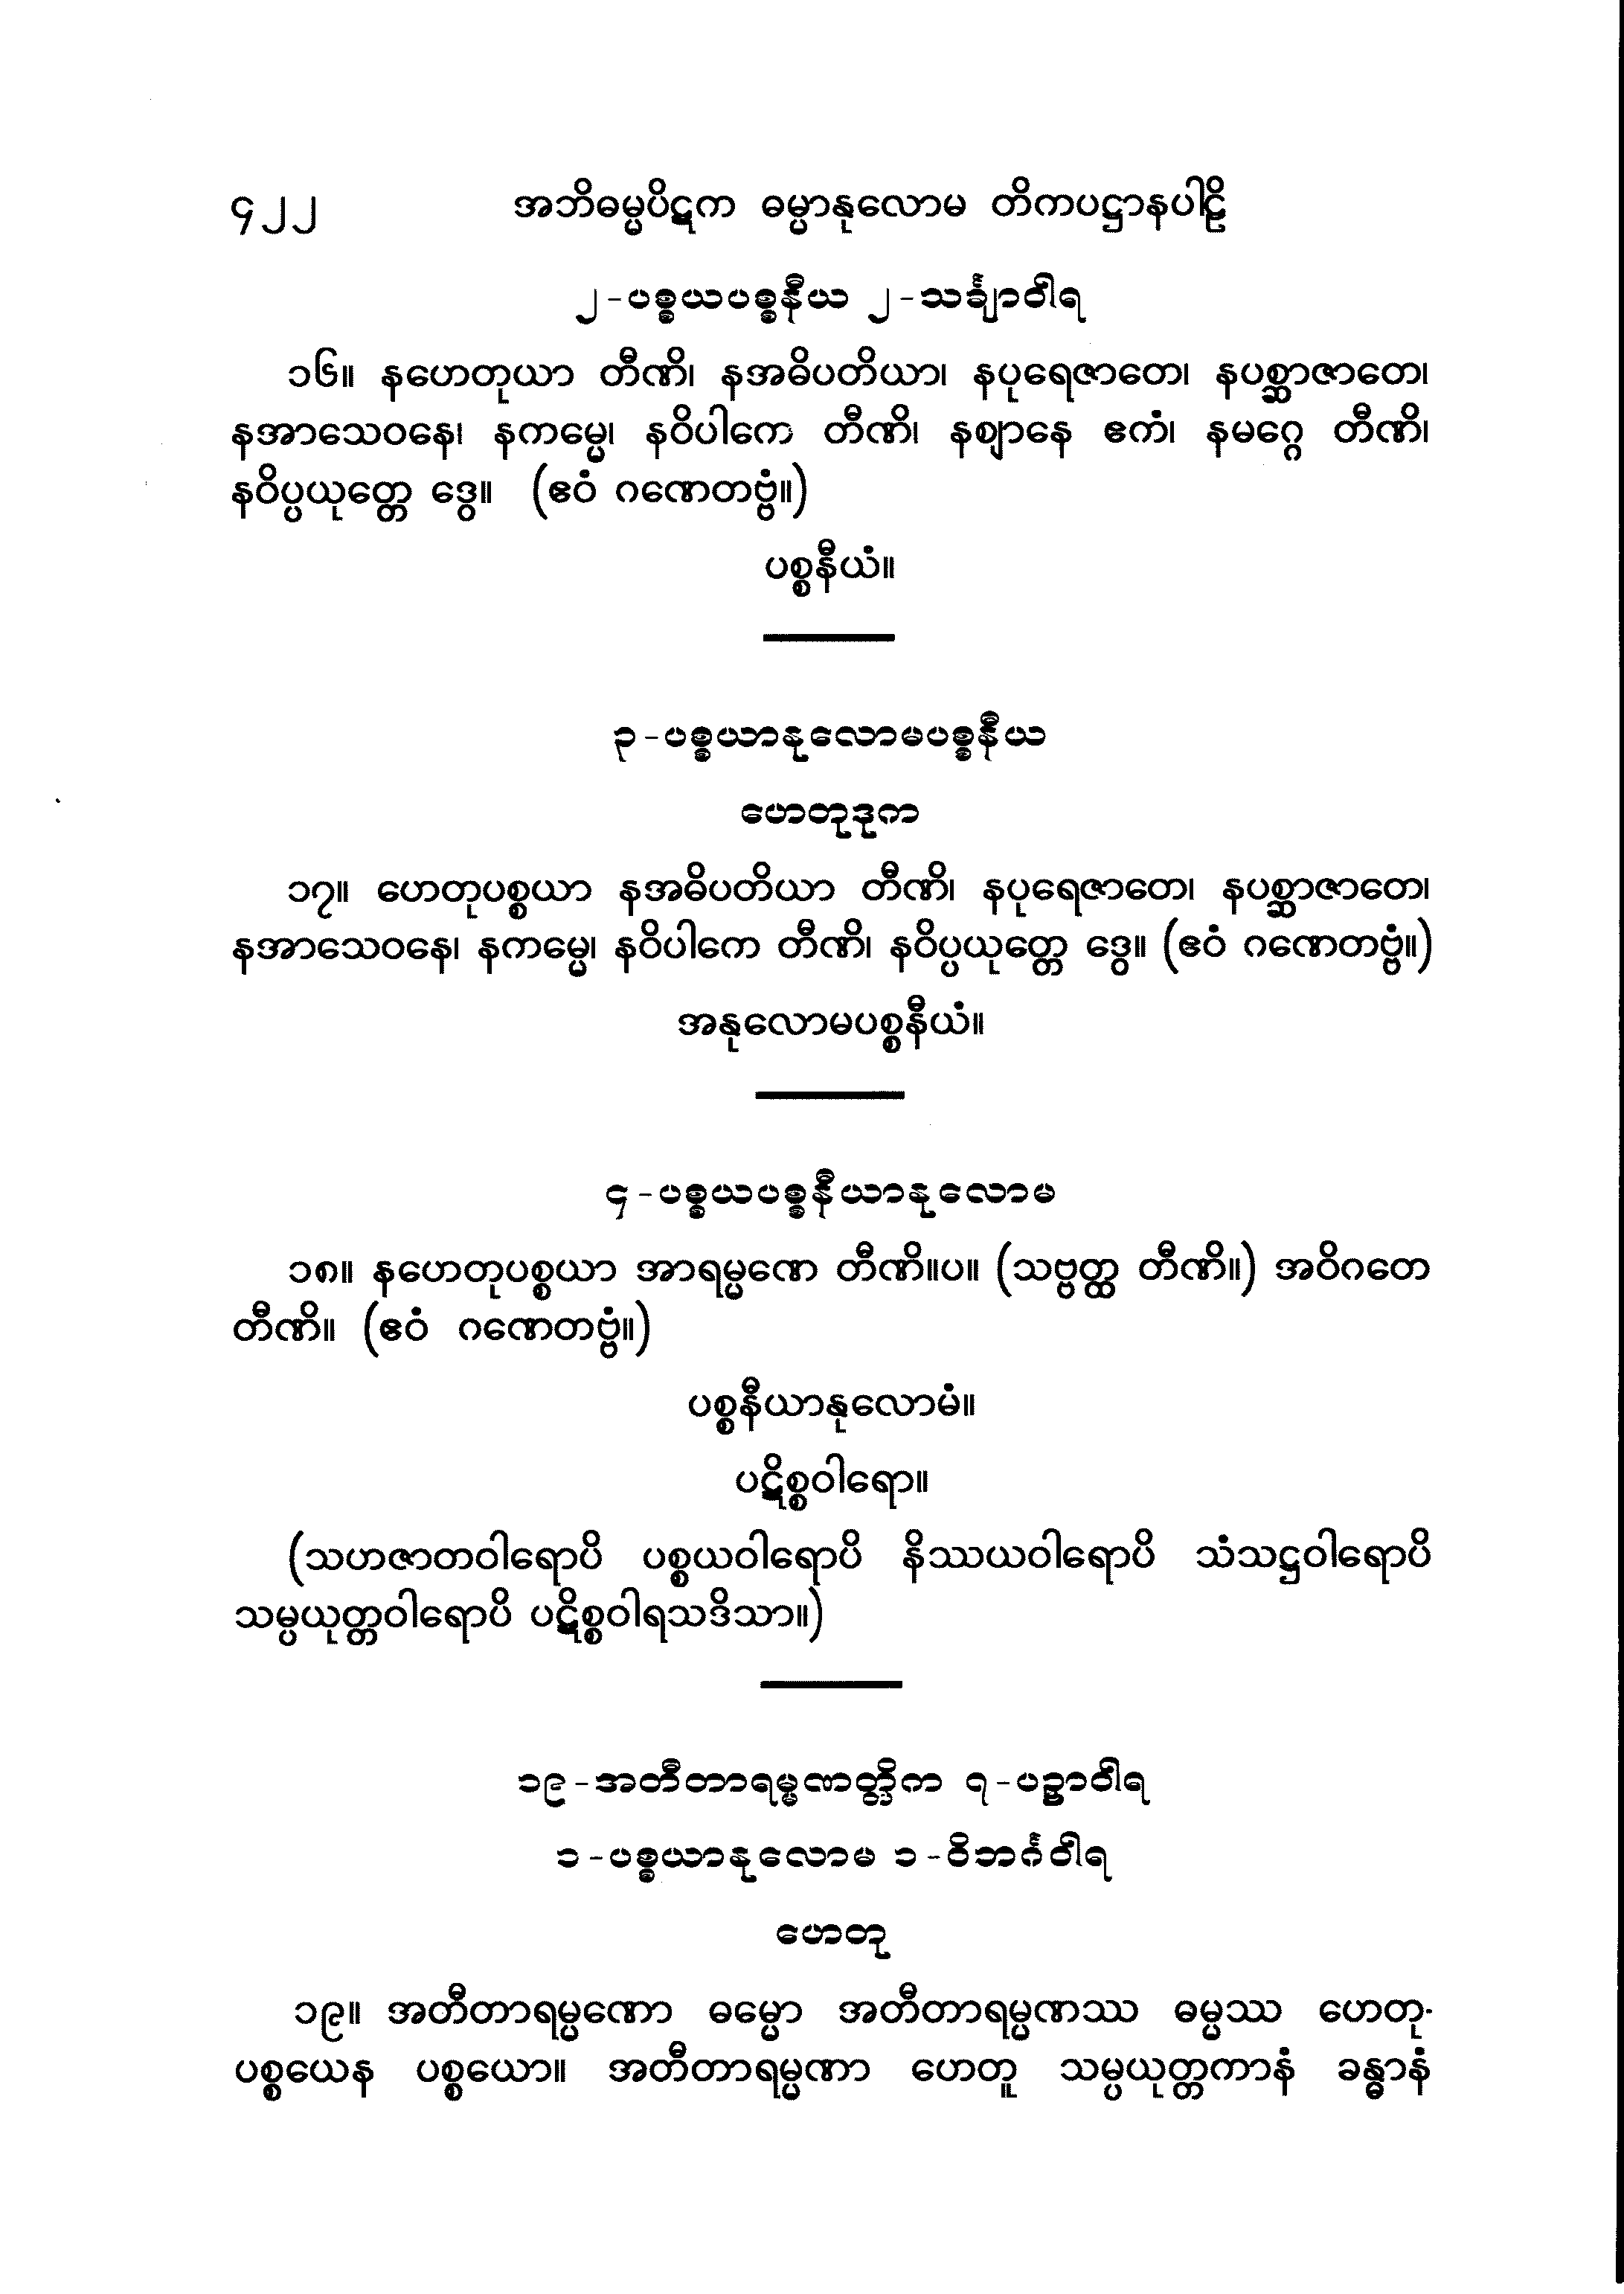 ၄၂၂ အဘိဓမ္မပိဋက ဓမ္မာနုလောမ တိကပဋ္ဌာနပါဠိ
၂-ပစ္စယပစ္စနီယ ၂-သင်္ချာဝါရ
၁၆။ နဟေတုယာ တီဏိ၊ နအဓိပတိယာ၊ နပုရေဇာတေ၊ နပစ္ဆာဇာတေ၊
နအာသေဝနေ၊ နကမ္မေ၊ နဝိပါကေ တီဏိ၊ နဈာနေ ဧကံ၊ နမဂ္ဂေ တီဏိ၊
နဝိပ္ပယုတ္တေ ဒွေ။ (ဧဝံ ဂဏေတဗ္ဗံ။)
ပစ္စနီယံ။
၃-ပစ္စယာနုလောမပစ္စနီယ
ဟေတုဒုက
၁၇။ ဟေတုပစ္စယာ နအဓိပတိယာ တီဏိ၊ နပုရေဇာတေ၊ နပစ္ဆာဇာတေ၊
နအာသေဝနေ၊ နကမ္မေ၊ နဝိပါကေ တီဏိ၊ နဝိပ္ပယုတ္တေ ဒွေ။ (ဧဝံ ဂဏေတဗ္ဗံ။)
အနုလောမပစ္စနီယံ။
၄-ပစ္စယပစ္စနီယာနုလောမ
၁၈။ နဟေတုပစ္စယာ အာရမ္မဏေ တီဏိ။ပ။ (သဗ္ဗတ္ထ တီဏိ။) အဝိဂတေ
တီဏိ။ (ဧဝံ ဂဏေတဗ္ဗံ။)
ပစ္စနီယာနုလောမံ။
ပဋိစ္စဝါရော။
(သဟဇာတဝါရောပိ ပစ္စယဝါရောပိ နိဿယဝါရောပိ သံသဋ္ဌဝါရောပိ
သမ္ပယုတ္တဝါရောပိ ပဋိစ္စဝါရသဒိသာ။)
၁၉-အတီတာရမ္မဏတ္တိက ၇-ပဉှာဝါရ
၁-ပစ္စယာနုလောမ ၁-ဝိဘင်္ဂဝါရ
ဟေတု
၁၉။ အတီတာရမ္မဏော ဓမ္မော အတီတာရမ္မဏဿ ဓမ္မဿ ဟေတု-
ပစ္စယေန ပစ္စယော။ အတီတာရမ္မဏာ ဟေတူ သမ္ပယုတ္တကာနံ ခန္ဓာနံ